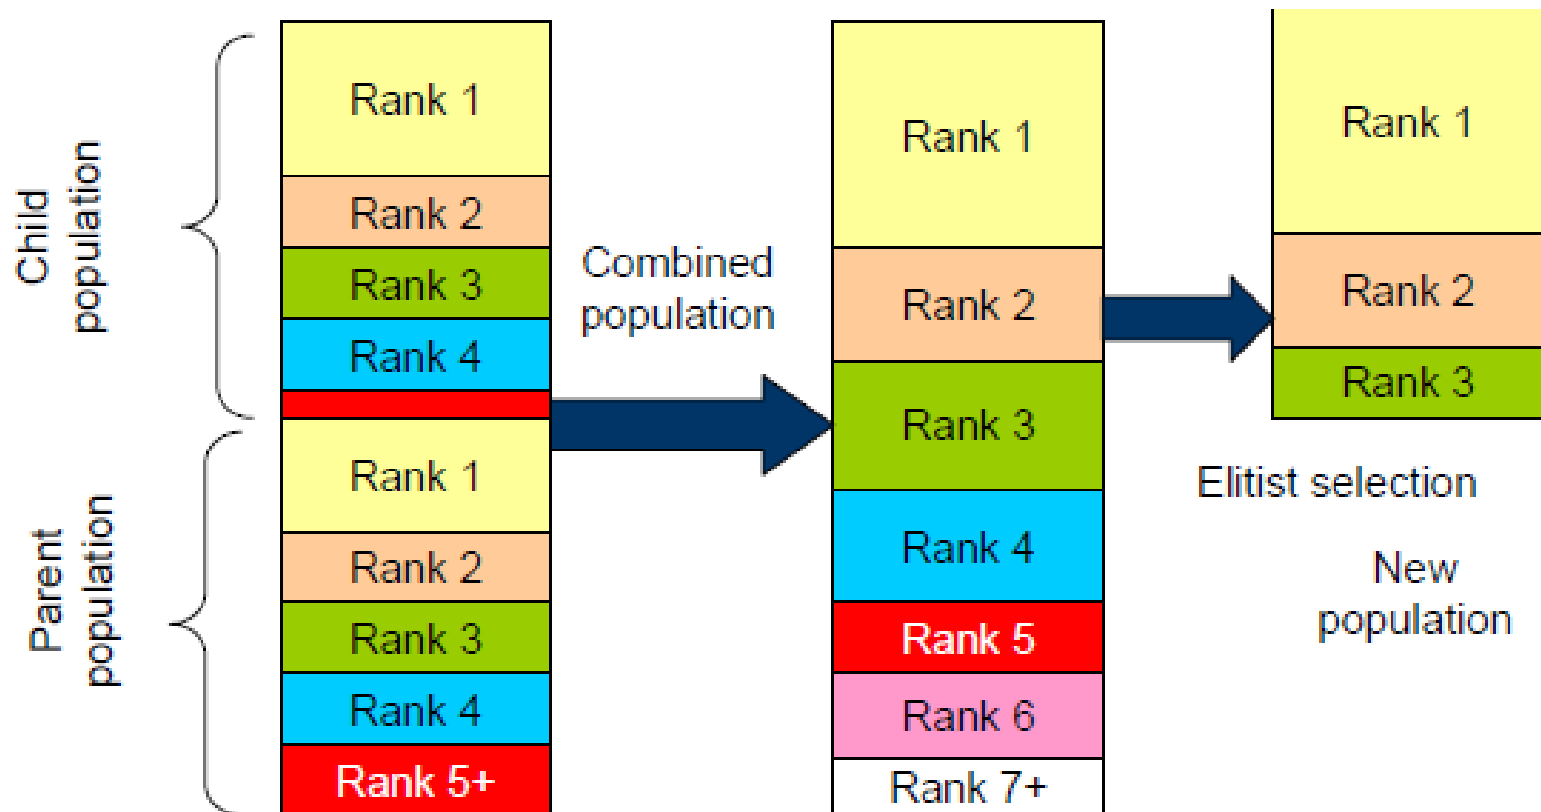 Child
population
Rank 1
Rank 2
Rank 3
Rank 4
Parent
population
Rank 1
Rank 2
Rank 3
Rank 4
Rank 5+
Combined
population
Rank 1
Rank 2
Rank 3
Rank 4
Rank 5
Rank 6
Rank 7+
Rank 1
Rank 2
Rank 3
Elitist selection
New
population